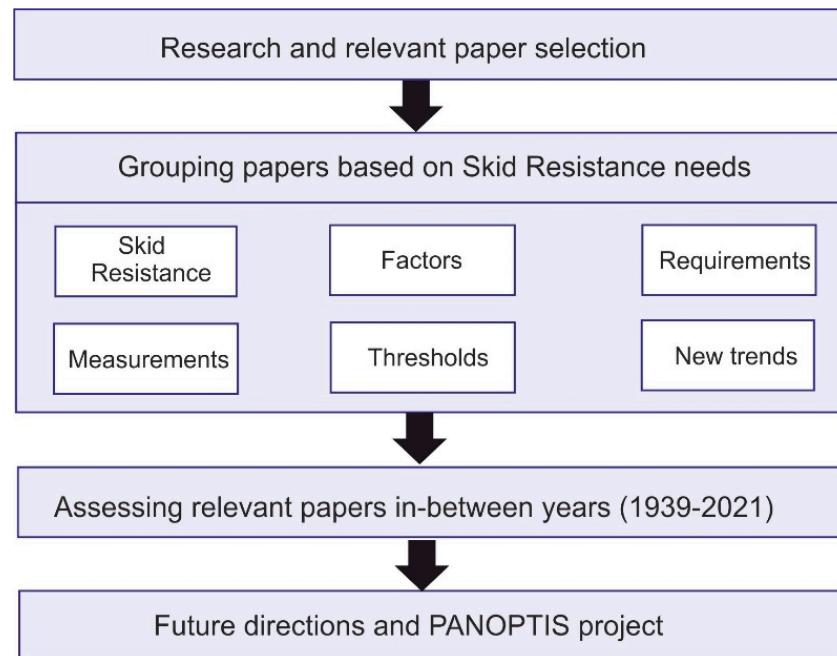 Research and relevant paper selection
Grouping papers based on Skid Resistance needs
Skid
Resistance
Factors
Requirements
Measurements
Thresholds
New trends
Assessing relevant papers in-between years (1939-2021)
Future directions and PANOPTIS project